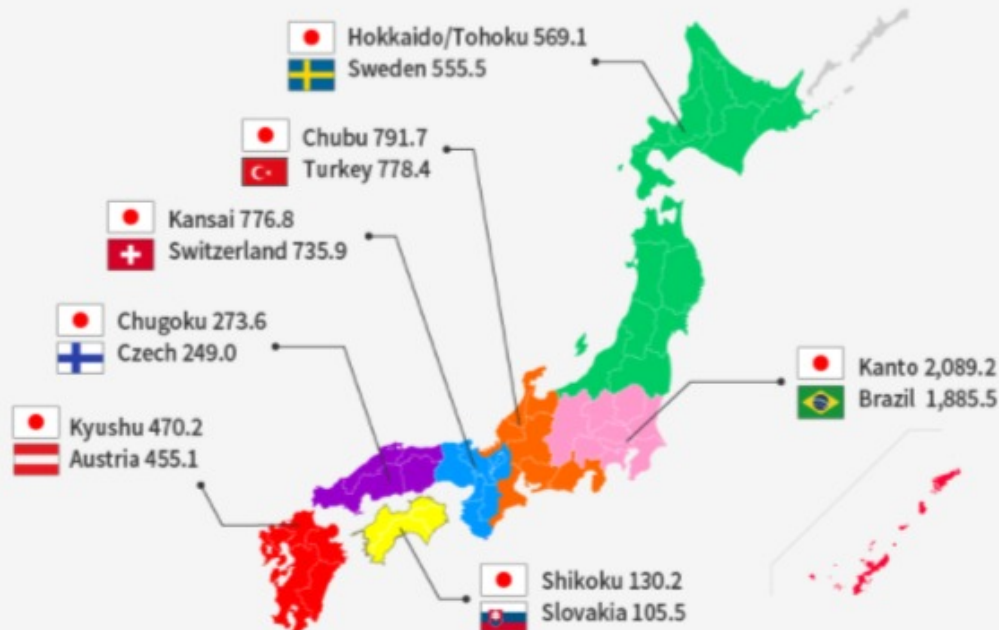 Hokkaido/Tohoku 569.1
Sweden 555.5
Chubu 791.7
Turkey 778.4
Kansai 776.8
Switzerland 735.9
Chugoku 273.6
Czech 249.0
Kanto 2,089.2
Brazil 1,885.5
Kyushu 470.2
Austria 455.1
Shikoku 130.2
Slovakia 105.5